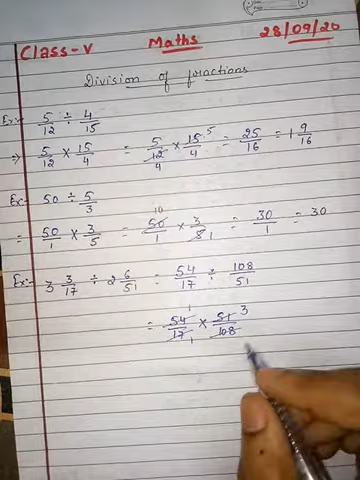 Class-V Maths 28/09/20
Division of fractions
Ex:- 5/12 ÷ 4/15
⇒ 5/12 × 15/4 = 5/12 4 × 15 5/4 = 25/16 = 1 9/16
Ex:- 50 ÷ 5/3
= 50/1 × 3/5 = 10 50/1 × 3/5 1 = 30/1 = 30
Ex:- 3 3/17 ÷ 2 6/51 = 54/17 ÷ 108/51
= 54 1/17 1 × 51 3/108